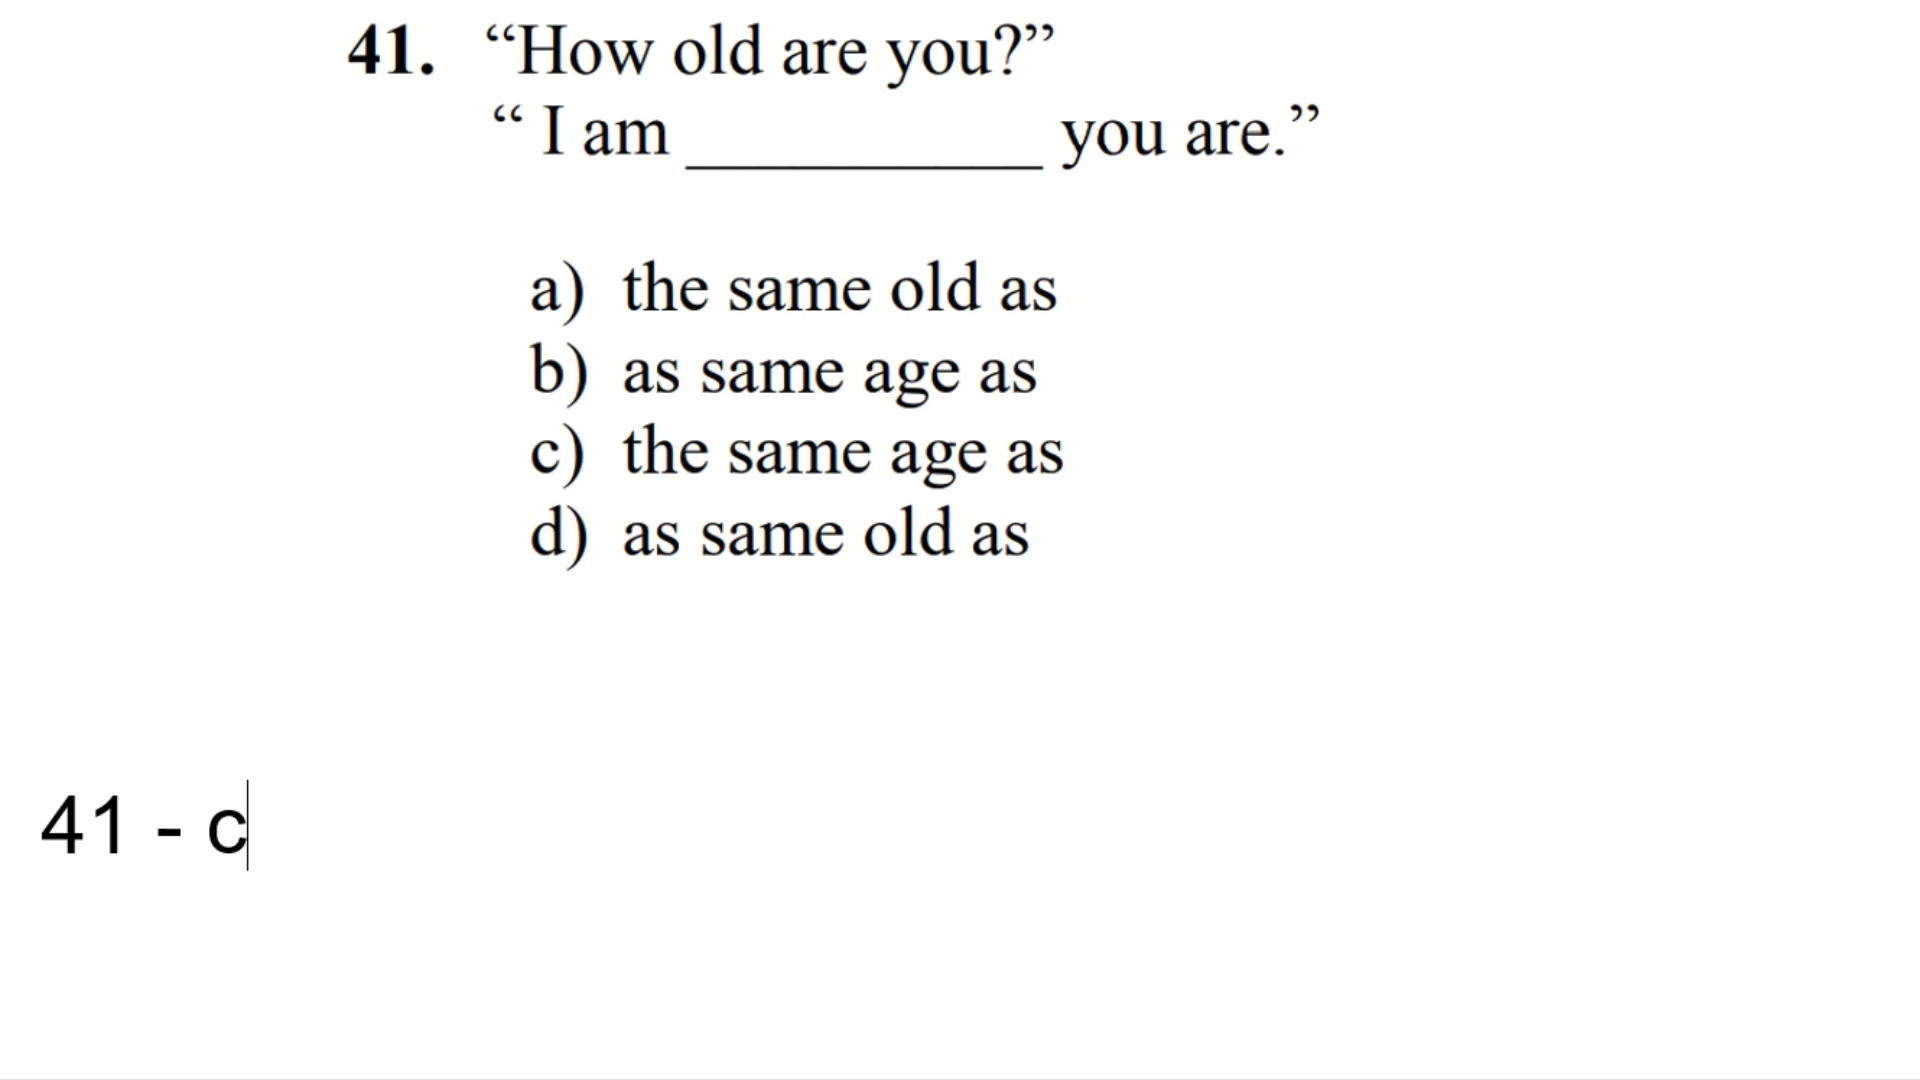 41. “How old are you?”
“ I am __________ you are.”
a) the same old as
b) as same age as
c) the same age as
d) as same old as
41 - c